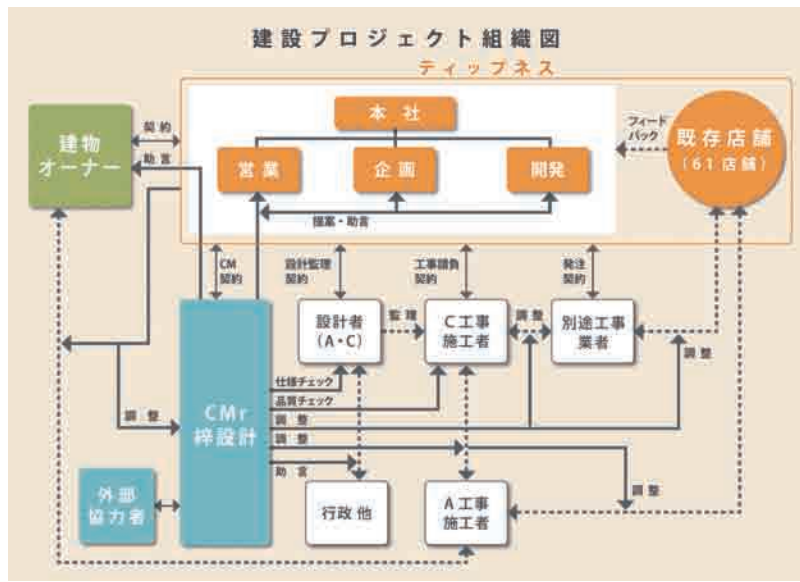 建設プロジェクト組織図
ティップネス
建物
オーナー
契約
助言
本社
営業
企画
開発
提案・助言
フィード
バック
既存店舗
(61店舗)
CM
契約
設計監理
契約
工事請負
契約
発注
契約
設計者
(A・C)
監理
C工事
施工者
調整
別途工事
業者
調整
仕様チェック
品質チェック
調整
調整
助言
調整
CMr
梓設計
外部
協力者
行政他
A工事
施工者
調整